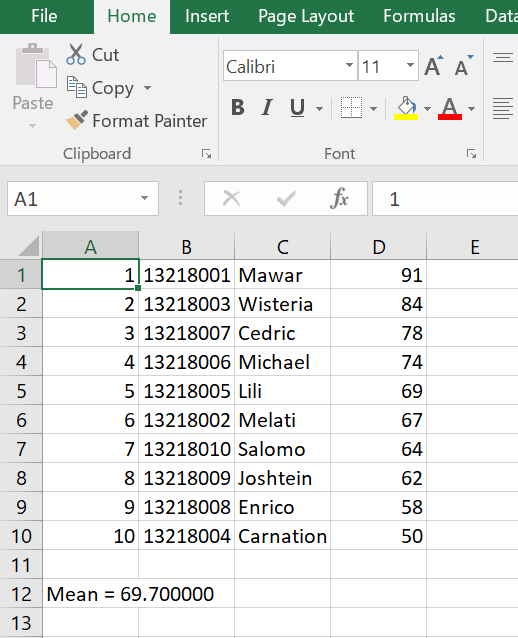 File Home Insert Page Layout Formulas Data
Cut
Copy
Paste
Format Painter
Clipboard
Calibri 11 A A
B I U A
Font
A1 fx 1
A B C D E
1 1 13218001 Mawar 91
2 2 13218003 Wisteria 84
3 3 13218007 Cedric 78
4 4 13218006 Michael 74
5 5 13218005 Lili 69
6 6 13218002 Melati 67
7 7 13218010 Salomo 64
8 8 13218009 Joshtein 62
9 9 13218008 Enrico 58
10 10 13218004 Carnation 50
11
12 Mean = 69.700000
13